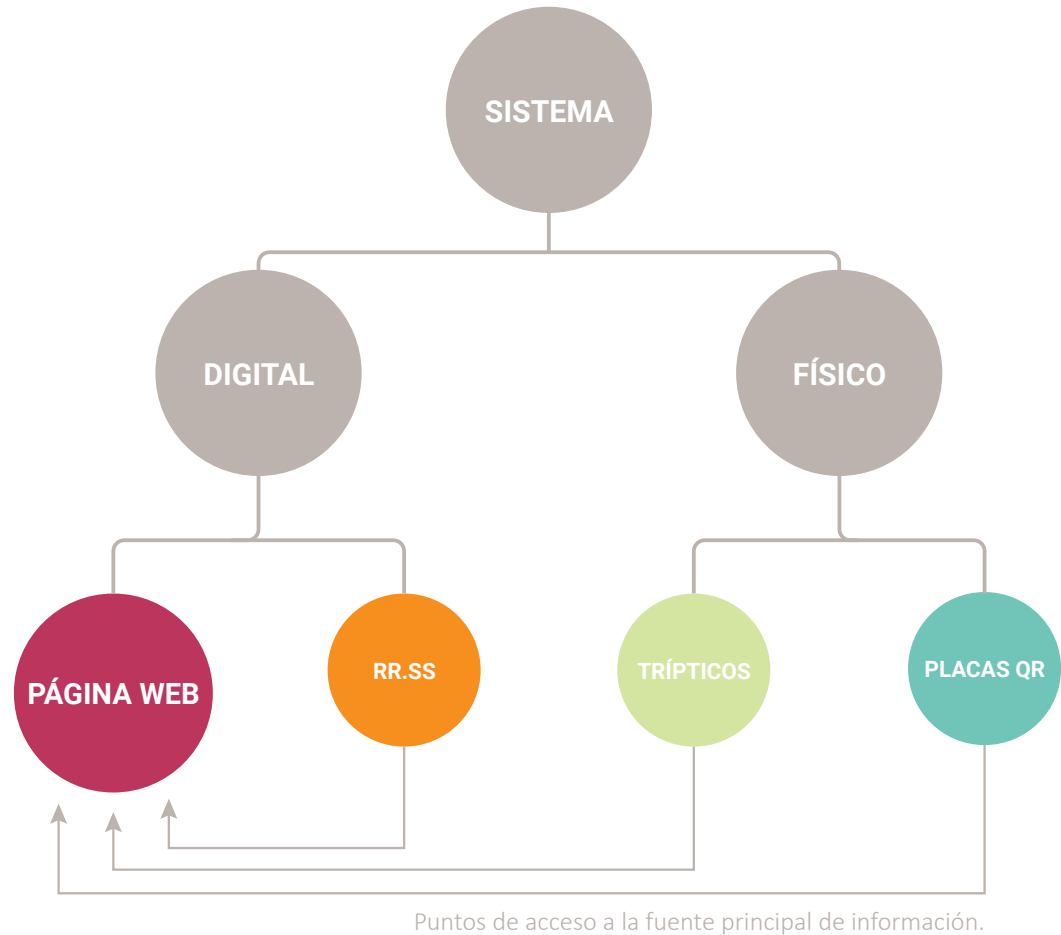 SISTEMA
DIGITAL
FÍSICO
PÁGINA WEB
RR.SS
TRÍPTICOS
PLACAS QR
Puntos de acceso a la fuente principal de información.